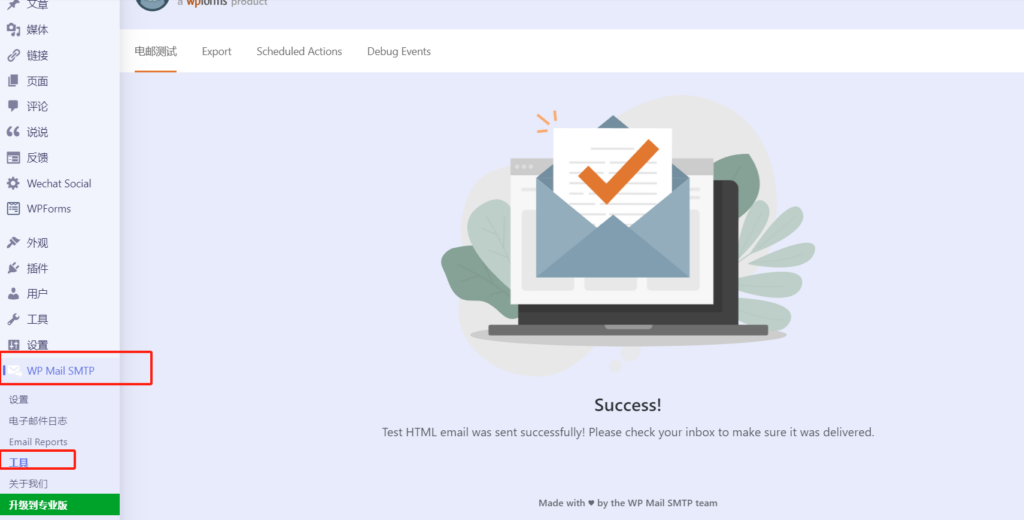 文章
媒体
链接
页面
评论
说说
反馈
Wechat Social
WPForms
外观
插件
用户
工具
设置
WP Mail SMTP
设置
电子邮件日志
Email Reports
工具
关于我们
升级到专业版
a wpforms product
电邮测试 Export Scheduled Actions Debug Events
Success!
Test HTML email was sent successfully! Please check your inbox to make sure it was delivered.
Made with ♥ by the WP Mail SMTP team